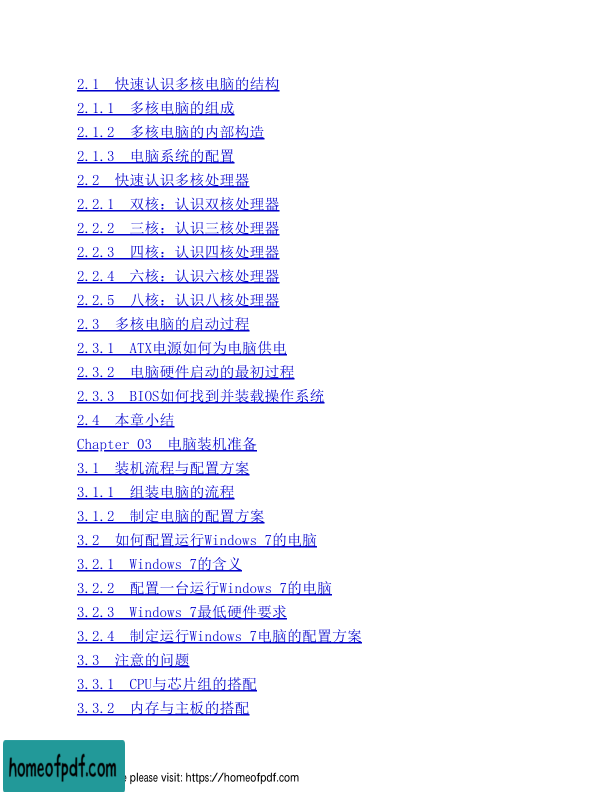 2.1 快速认识多核电脑的结构
2.1.1 多核电脑的组成
2.1.2 多核电脑的内部构造
2.1.3 电脑系统的配置
2.2 快速认识多核处理器
2.2.1 双核：认识双核处理器
2.2.2 三核：认识三核处理器
2.2.3 四核：认识四核处理器
2.2.4 六核：认识六核处理器
2.2.5 八核：认识八核处理器
2.3 多核电脑的启动过程
2.3.1 ATX电源如何为电脑供电
2.3.2 电脑硬件启动的最初过程
2.3.3 BIOS如何找到并装载操作系统
2.4 本章小结
Chapter 03 电脑装机准备
3.1 装机流程与配置方案
3.1.1 组装电脑的流程
3.1.2 制定电脑的配置方案
3.2 如何配置运行Windows 7的电脑
3.2.1 Windows 7的含义
3.2.2 配置一台运行Windows 7的电脑
3.2.3 Windows 7最低硬件要求
3.2.4 制定运行Windows 7电脑的配置方案
3.3 注意的问题
3.3.1 CPU与芯片组的搭配
3.3.2 内存与主板的搭配
homeofpdf.com
please visit: https://homeofpdf.com